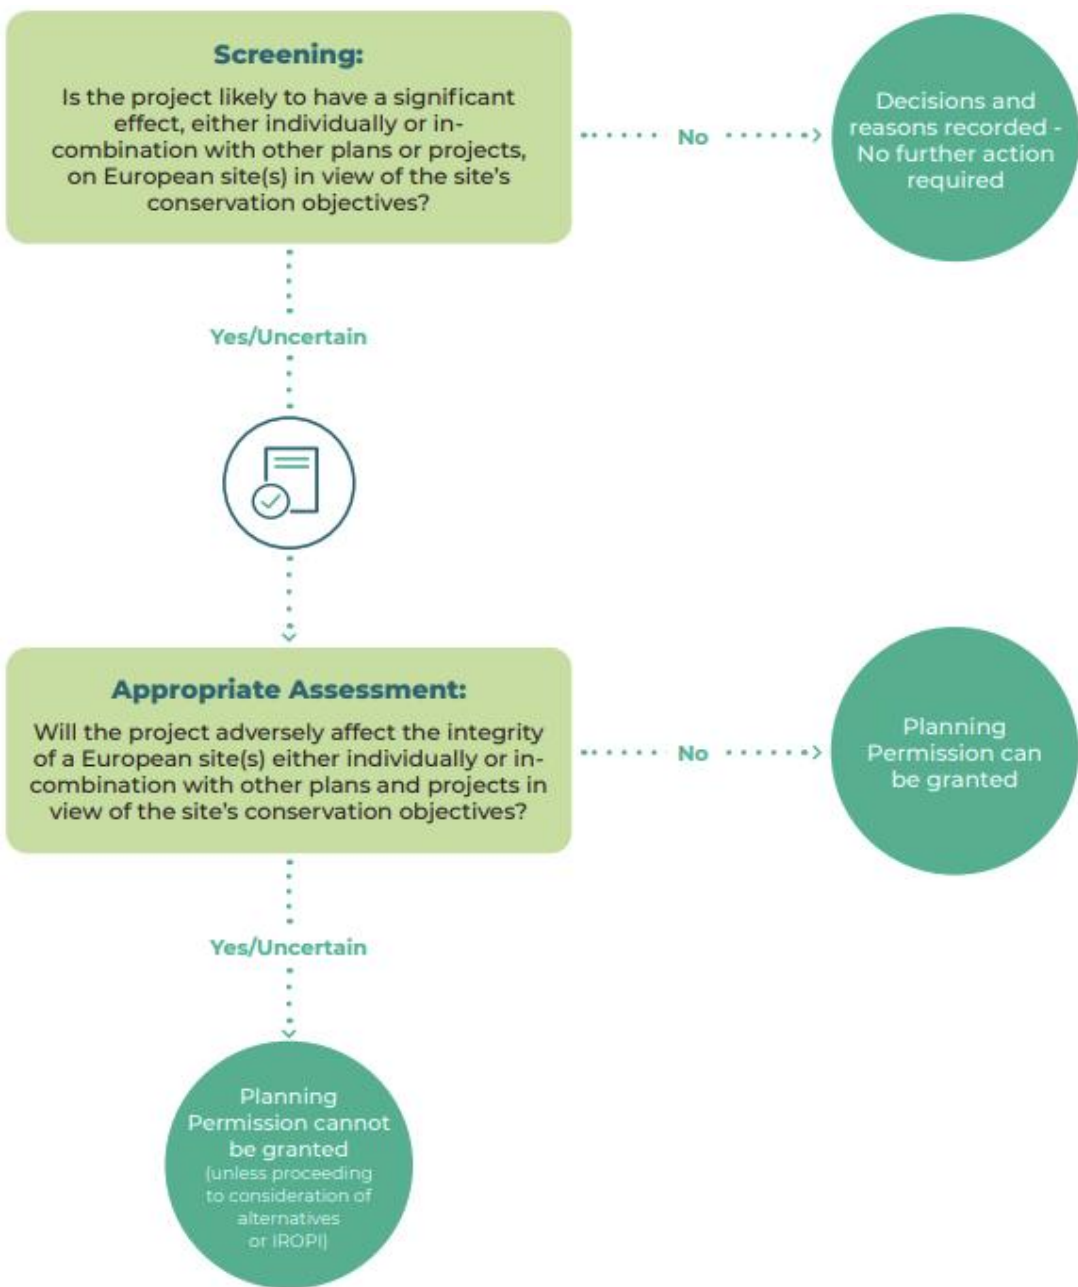 Screening:
Is the project likely to have a significant
effect, either individually or in-
combination with other plans or projects,
on European site(s) in view of the site's
conservation objectives?
No
Decisions and
reasons recorded -
No further action
required
Yes/Uncertain
Appropriate Assessment:
Will the project adversely affect the integrity
of a European site(s) either individually or in-
combination with other plans and projects in
view of the site's conservation objectives?
No
Planning
Permission can
be granted
Yes/Uncertain
Planning
Permission cannot
be granted
(unless proceeding
to consideration of
alternatives
or IROPI)